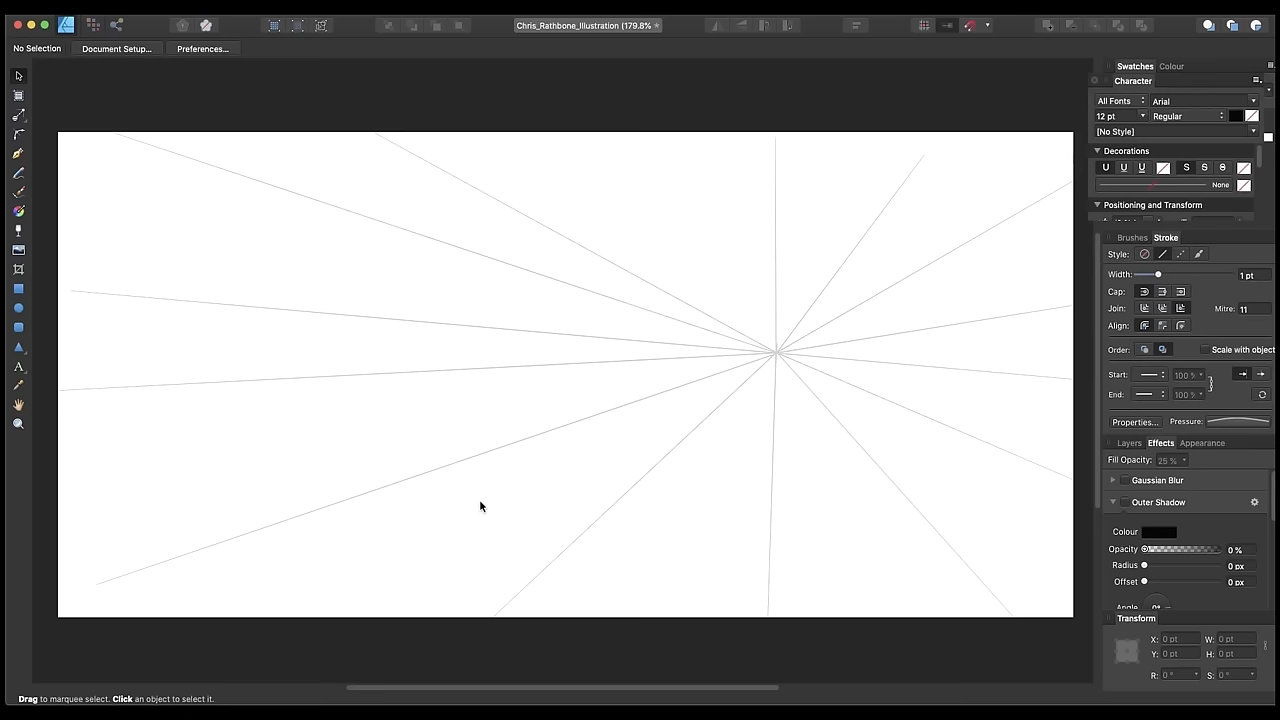 Chris_Rathbone_Illustration (179.8% *
No Selection
Document Setup...
Preferences...
Swatches
Colour
Character
All Fonts
Arial
12 pt
Regular
[No Style]
Decorations
U U U S S S
None
Positioning and Transform
Brushes
Stroke
Style:
Width:
1 pt
Cap:
Join:
Mitre:
11
Align:
Order:
Scale with object
Start:
100 %
End:
100 %
Properties...
Pressure:
Layers
Effects
Appearance
Fill Opacity:
25 %
Gaussian Blur
Outer Shadow
Colour
Opacity
0 %
Radius
0 px
Offset
0 px
Angle
0°
Transform
X: 0 pt W: 0 pt
Y: 0 pt H: 0 pt
R: 0 ° S: 0 °
Drag to marquee select. Click an object to select it.